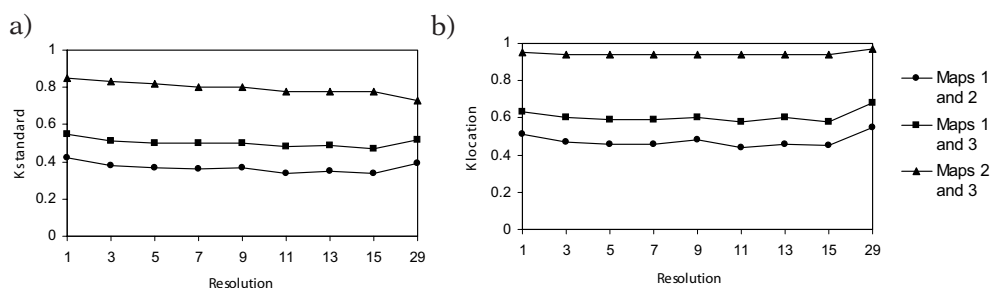 a)
1
0.8
0.6
0.4
0.2
0
Kstandard
1 3 5 7 9 11 13 15 29
Resolution
b)
1
0.8
0.6
0.4
0.2
0
Klocation
1 3 5 7 9 11 13 15 29
Resolution
Maps 1
and 2
Maps 1
and 3
Maps 2
and 3